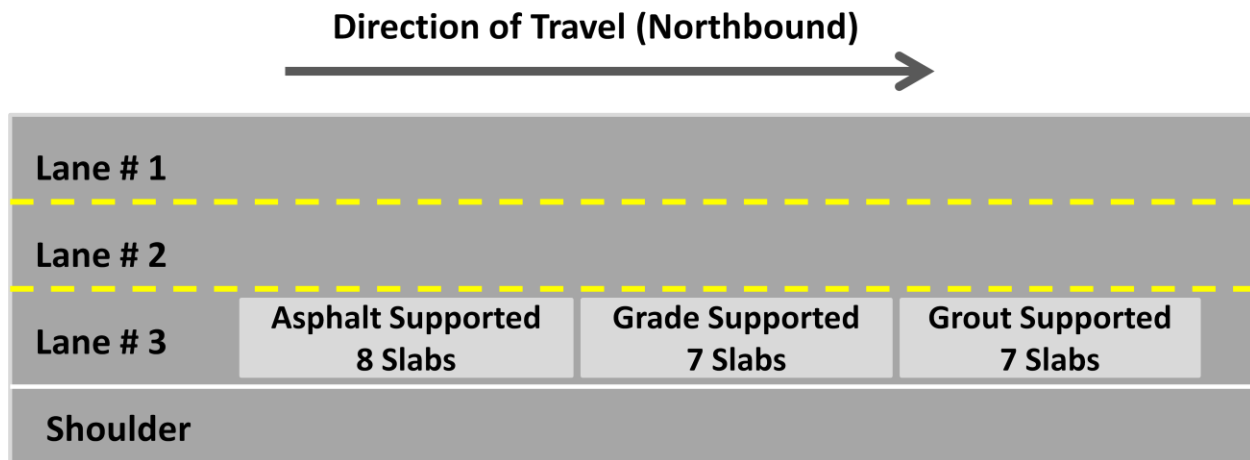 Direction of Travel (Northbound)
Lane # 1
Lane # 2
Lane # 3
Asphalt Supported
8 Slabs
Grade Supported
7 Slabs
Grout Supported
7 Slabs
Shoulder